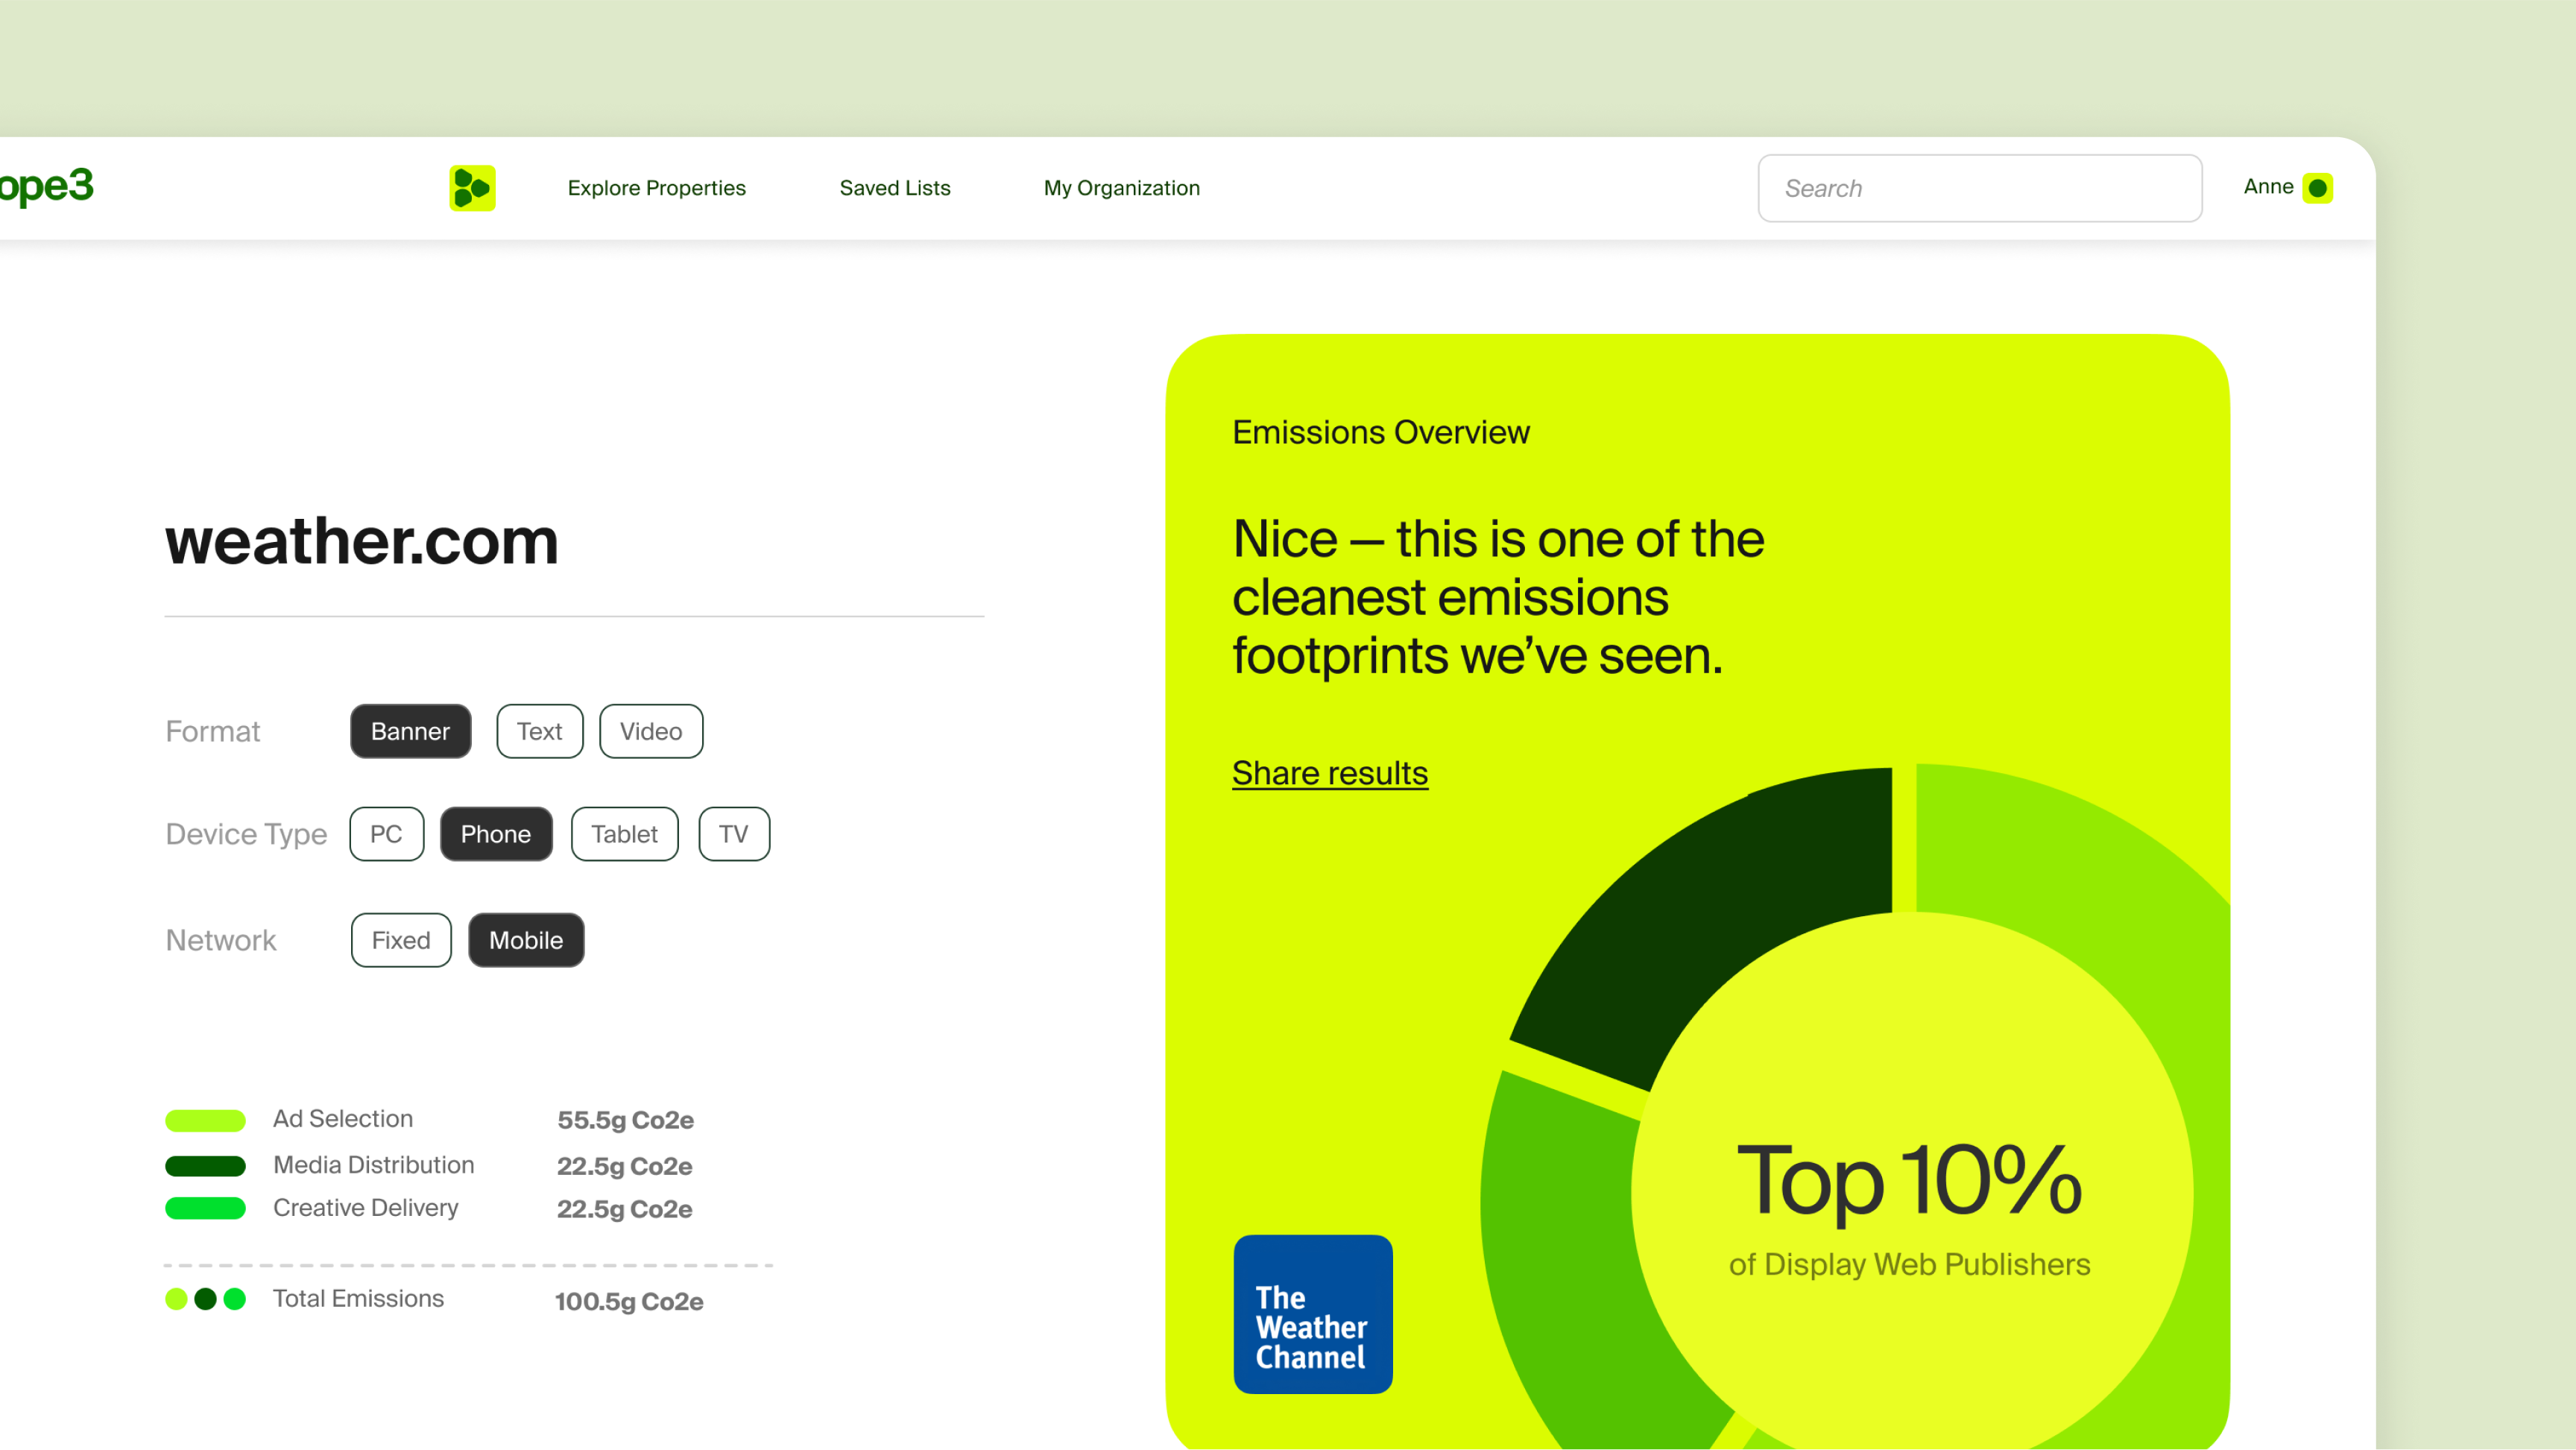 ope3
Explore Properties
Saved Lists
My Organization
Search
Anne
weather.com
Format
Banner
Text
Video
Device Type
PC
Phone
Tablet
TV
Network
Fixed
Mobile
Ad Selection 55.5g Co2e
Media Distribution 22.5g Co2e
Creative Delivery 22.5g Co2e
Total Emissions 100.5g Co2e
Emissions Overview
Nice — this is one of the
cleanest emissions
footprints we’ve seen.
Share results
Top 10%
of Display Web Publishers
The
Weather
Channel